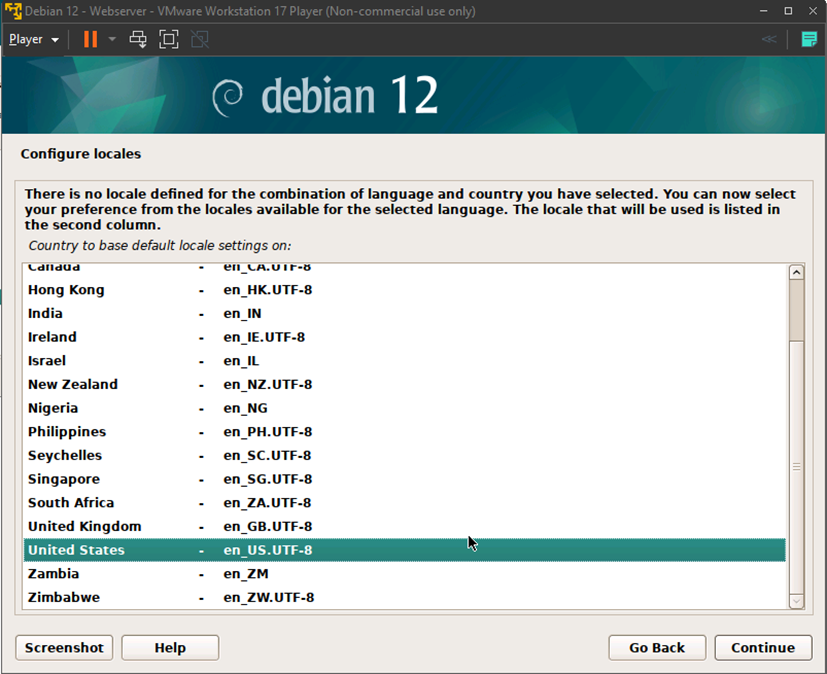 Debian 12 - Webserver - VMware Workstation 17 Player (Non-commercial use only)
Player
debian 12
Configure locales
There is no locale defined for the combination of language and country you have selected. You can now select
your preference from the locales available for the selected language. The locale that will be used is listed in
the second column.
Country to base default locale settings on:
Canada - en_CA.UTF-8
Hong Kong - en_HK.UTF-8
India - en_IN
Ireland - en_IE.UTF-8
Israel - en_IL
New Zealand - en_NZ.UTF-8
Nigeria - en_NG
Philippines - en_PH.UTF-8
Seychelles - en_SC.UTF-8
Singapore - en_SG.UTF-8
South Africa - en_ZA.UTF-8
United Kingdom - en_GB.UTF-8
United States - en_US.UTF-8
Zambia - en_ZM
Zimbabwe - en_ZW.UTF-8
Screenshot Help Go Back Continue